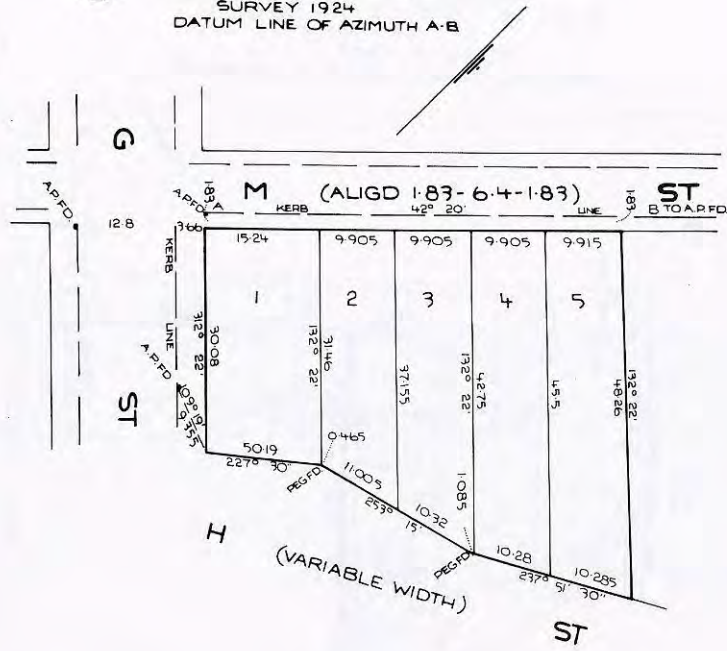 SURVEY 1924
DATUM LINE OF AZIMUTH A-B
G
M (ALIGD 1·83-6·4-1·83) ST
A.P.FD.
A.P.FD. A
1·83
KERB 42° 20' LINE
1·83
B TO A.P.FD
12·8
3·66
15·24 9·905 9·905 9·905 9·915
1 2 3 4 5
KERB
LINE
312° 22'
30·08
132° 22'
31·46
37·155
132° 22'
42·75
45·5
132° 22'
48·26
A.P.FD
109° 19'
9·355
ST
50·19
227° 30"
0·465
PEG FD.
11·005
253° 15'
10·32
1·085
PEG FD.
10·28 10·285
237° 51' 30"
H (VARIABLE WIDTH) ST